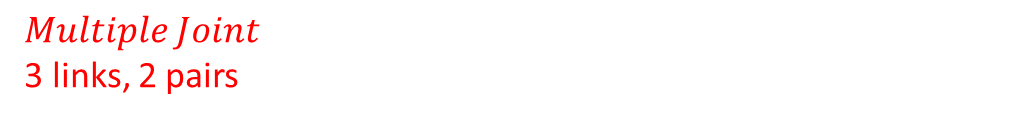 Multiple Joint
3 links, 2 pairs